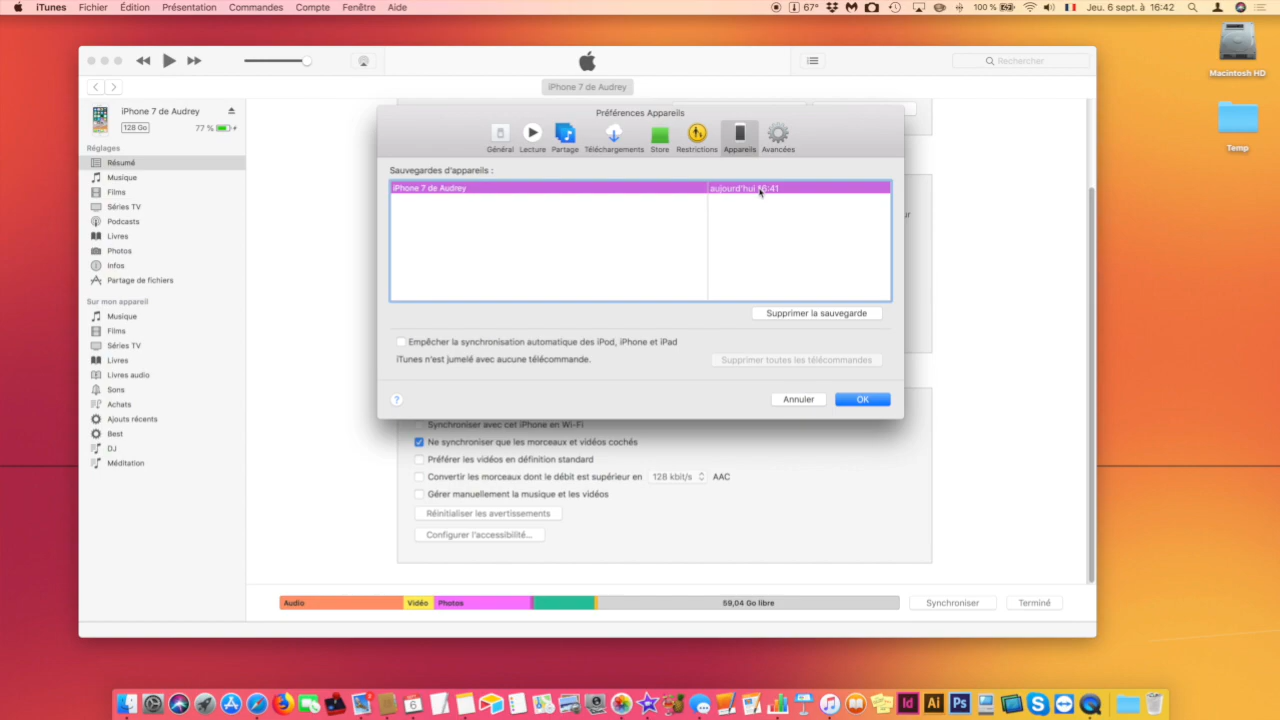 iTunes Fichier Édition Présentation Commandes Compte Fenêtre Aide 67° 100 % Jeu. 6 sept. à 16:42
Rechercher
Macintosh HD
Temp
iPhone 7 de Audrey
iPhone 7 de Audrey
128 Go 77 %
Réglages
Résumé
Musique
Films
Séries TV
Podcasts
Livres
Photos
Infos
Partage de fichiers
Sur mon appareil
Musique
Films
Séries TV
Livres
Livres audio
Sons
Achats
Ajouts récents
Best
DJ
Méditation
Préférences Appareils
Général Lecture Partage Téléchargements Store Restrictions Appareils Avancées
Sauvegardes d'appareils :
iPhone 7 de Audrey aujourd'hui 16:41
ur
Supprimer la sauvegarde
Empêcher la synchronisation automatique des iPod, iPhone et iPad
iTunes n'est jumelé avec aucune télécommande. Supprimer toutes les télécommandes
? Annuler OK
Synchroniser avec cet iPhone en Wi-Fi
Ne synchroniser que les morceaux et vidéos cochés
Préférer les vidéos en définition standard
Convertir les morceaux dont le débit est supérieur en 128 kbit/s AAC
Gérer manuellement la musique et les vidéos
Réinitialiser les avertissements
Configurer l'accessibilité...
Audio Vidéo Photos 59,04 Go libre Synchroniser Terminé
6 Id Ai Ps